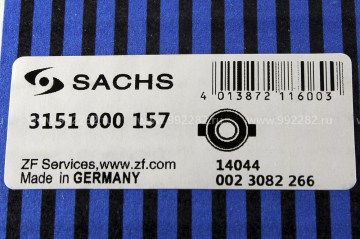 SACHS
4 013872 116003
3151 000 157
ZF Services,www.zf.com
Made in GERMANY
14044
002 3082 266